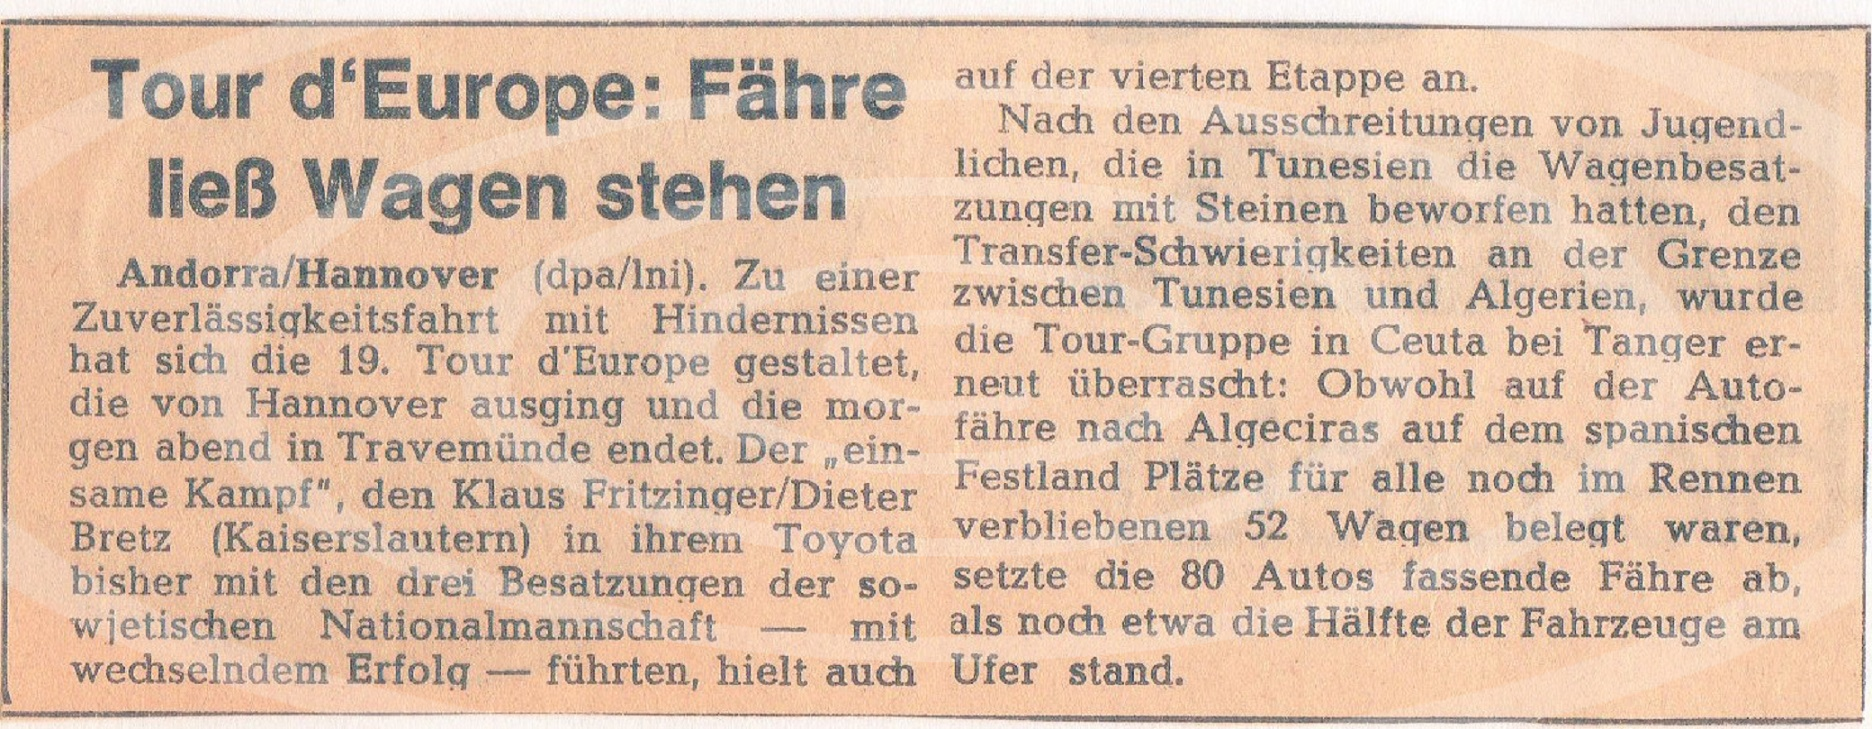 Tour d‘Europe: Fähre
ließ Wagen stehen
Andorra/Hannover (dpa/lni). Zu einer
Zuverlässigkeitsfahrt mit Hindernissen
hat sich die 19. Tour d'Europe gestaltet,
die von Hannover ausging und die mor-
gen abend in Travemünde endet. Der „ein-
same Kampf“, den Klaus Fritzinger/Dieter
Bretz (Kaiserslautern) in ihrem Toyota
bisher mit den drei Besatzungen der so-
wjetischen Nationalmannschaft — mit
wechselndem Erfolg — führten, hielt auch
auf der vierten Etappe an.
Nach den Ausschreitungen von Jugend-
lichen, die in Tunesien die Wagenbesat-
zungen mit Steinen beworfen hatten, den
Transfer-Schwierigkeiten an der Grenze
zwischen Tunesien und Algerien, wurde
die Tour-Gruppe in Ceuta bei Tanger er-
neut überrascht: Obwohl auf der Auto-
fähre nach Algeciras auf dem spanischen
Festland Plätze für alle noch im Rennen
verbliebenen 52 Wagen belegt waren,
setzte die 80 Autos fassende Fähre ab,
als noch etwa die Hälfte der Fahrzeuge am
Ufer stand.